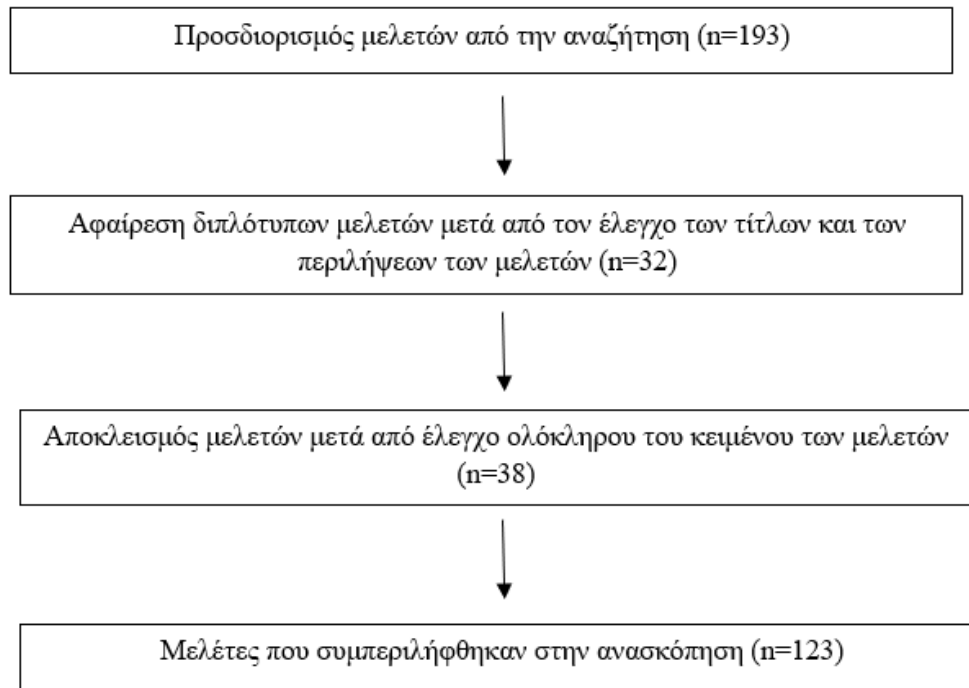 Προσδιορισμός μελετών από την αναζήτηση (n=193)
Αφαίρεση διπλότυπων μελετών μετά από τον έλεγχο των τίτλων και των
περιλήψεων των μελετών (n=32)
Αποκλεισμός μελετών μετά από έλεγχο ολόκληρου του κειμένου των μελετών
(n=38)
Μελέτες που συμπεριλήφθηκαν στην ανασκόπηση (n=123)